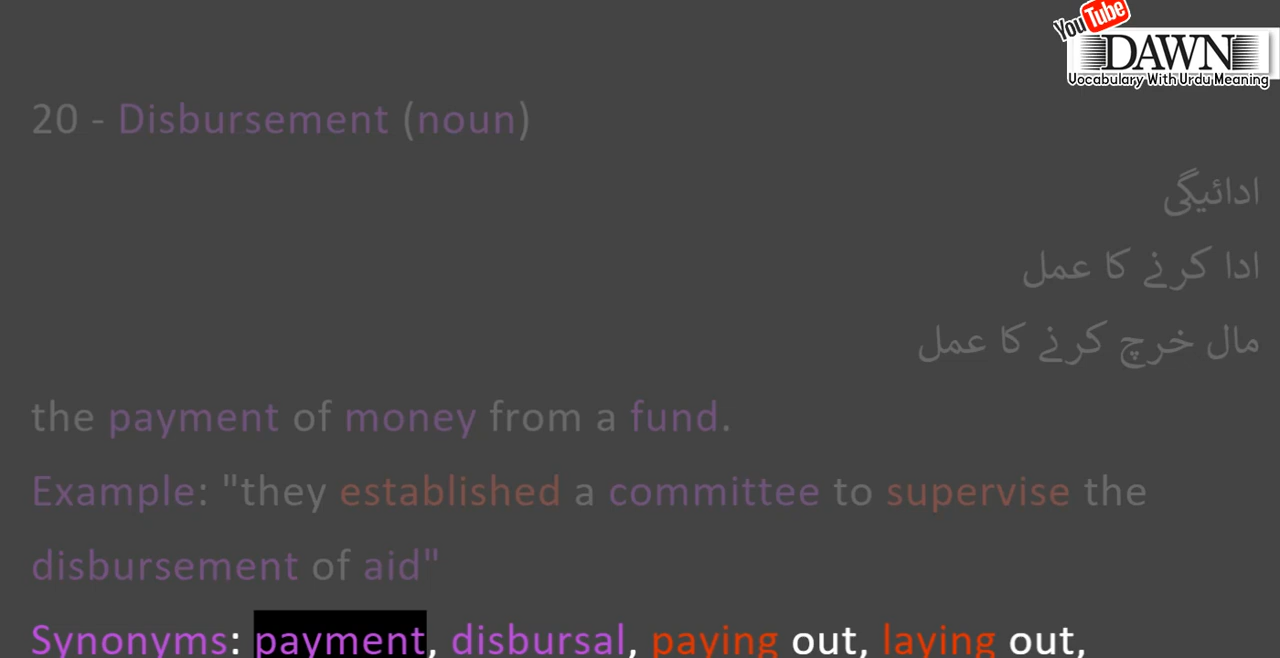 YouTube
DAWN
Vocabulary With Urdu Meaning
20 - Disbursement (noun)
ادائیگی
ادا کرنے کا عمل
مال خرچ کرنے کا عمل
the payment of money from a fund.
Example: "they established a committee to supervise the
disbursement of aid"
Synonyms: payment, disbursal, paying out, laying out,